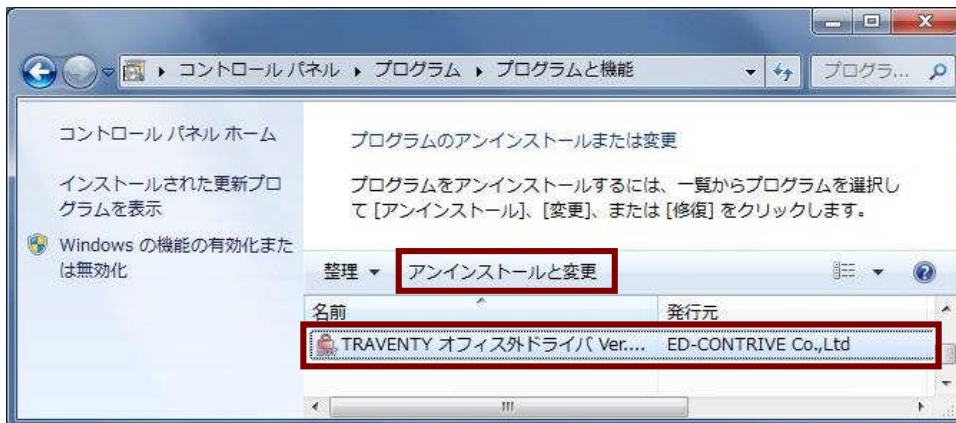 コントロール パネル ▸ プログラム ▸ プログラムと機能
プログラ...
コントロール パネル ホーム
インストールされた更新プロ
グラムを表示
Windows の機能の有効化また
は無効化
プログラムのアンインストールまたは変更
プログラムをアンインストールするには、一覧からプログラムを選択し
て [アンインストール]、[変更]、または [修復] をクリックします。
整理 ▼ アンインストールと変更
名前 発行元
TRAVENTY オフィス外ドライバ Ver.... ED-CONTRIVE Co.,Ltd